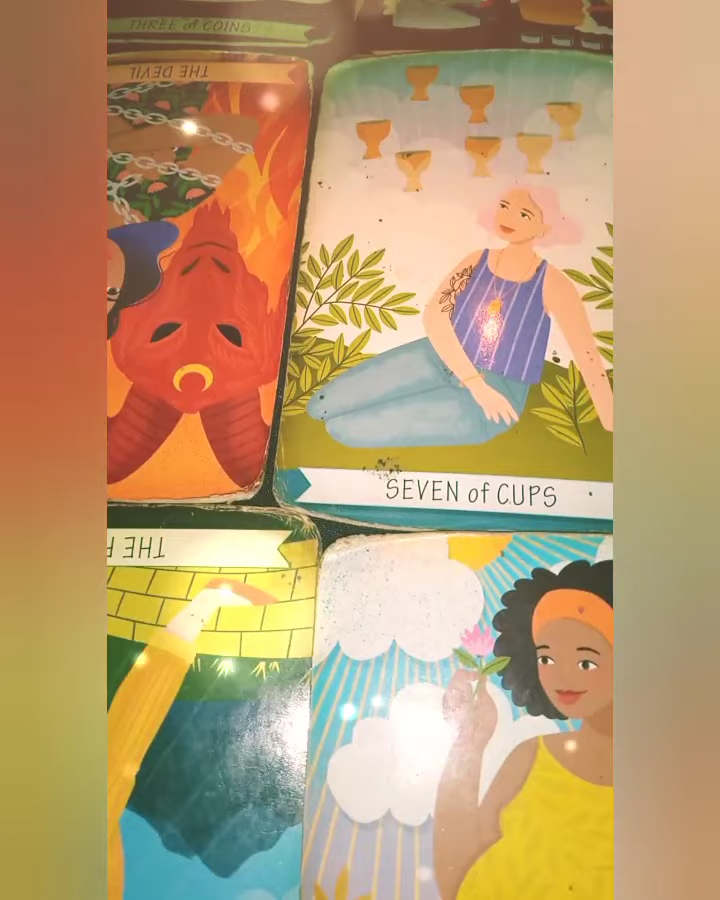 THREE of COINS
THE DEVIL
SEVEN of CUPS
THE